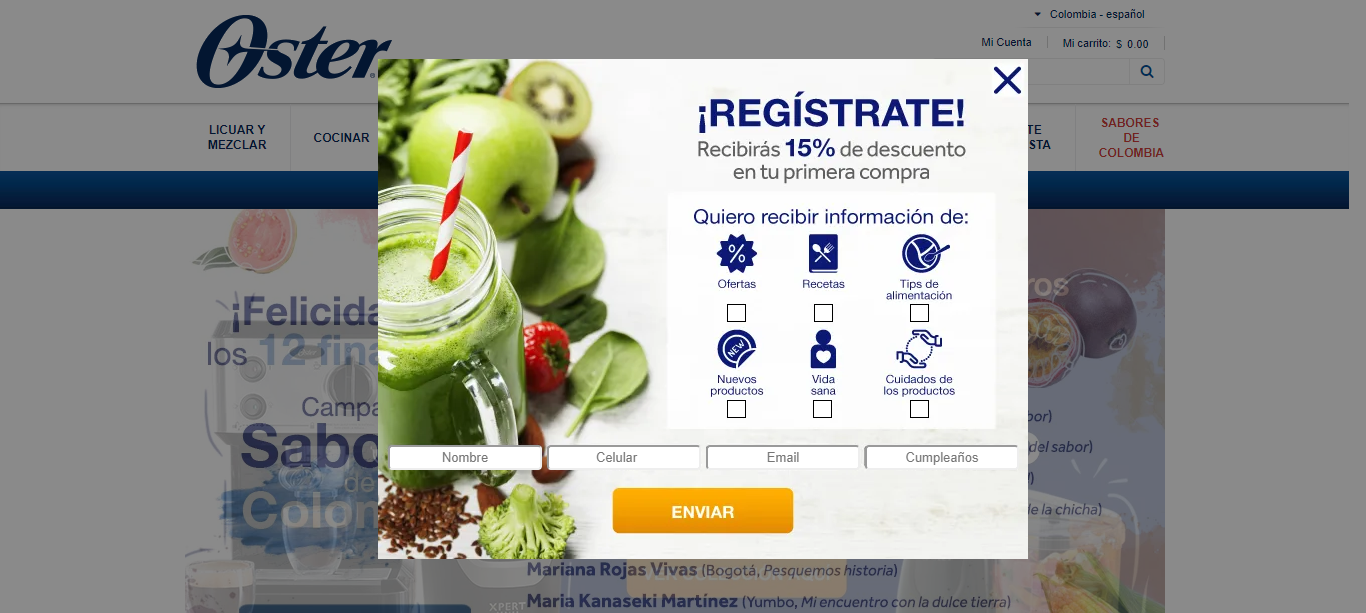 Oster
Colombia - español
Mi Cuenta
Mi carrito: $ 0.00
LICUAR Y
MEZCLAR
COCINAR
SABORES
DE
COLOMBIA
¡REGÍSTRATE!
Recibirás 15% de descuento
en tu primera compra
Quiero recibir información de:
Ofertas
Recetas
Tips de
alimentación
NEW
Nuevos
productos
Vida
sana
Cuidados de
los productos
Nombre
Celular
Email
Cumpleaños
ENVIAR
¡Felicida
los 12 fina
Campa
Sabo
de
Colom
del sabor)
de la chicha)
Mariana Rojas Vivas (Bogotá, Pesquemos historia)
Maria Kanaseki Martínez (Yumbo, Mi encuentro con la dulce tierra)
XPERT